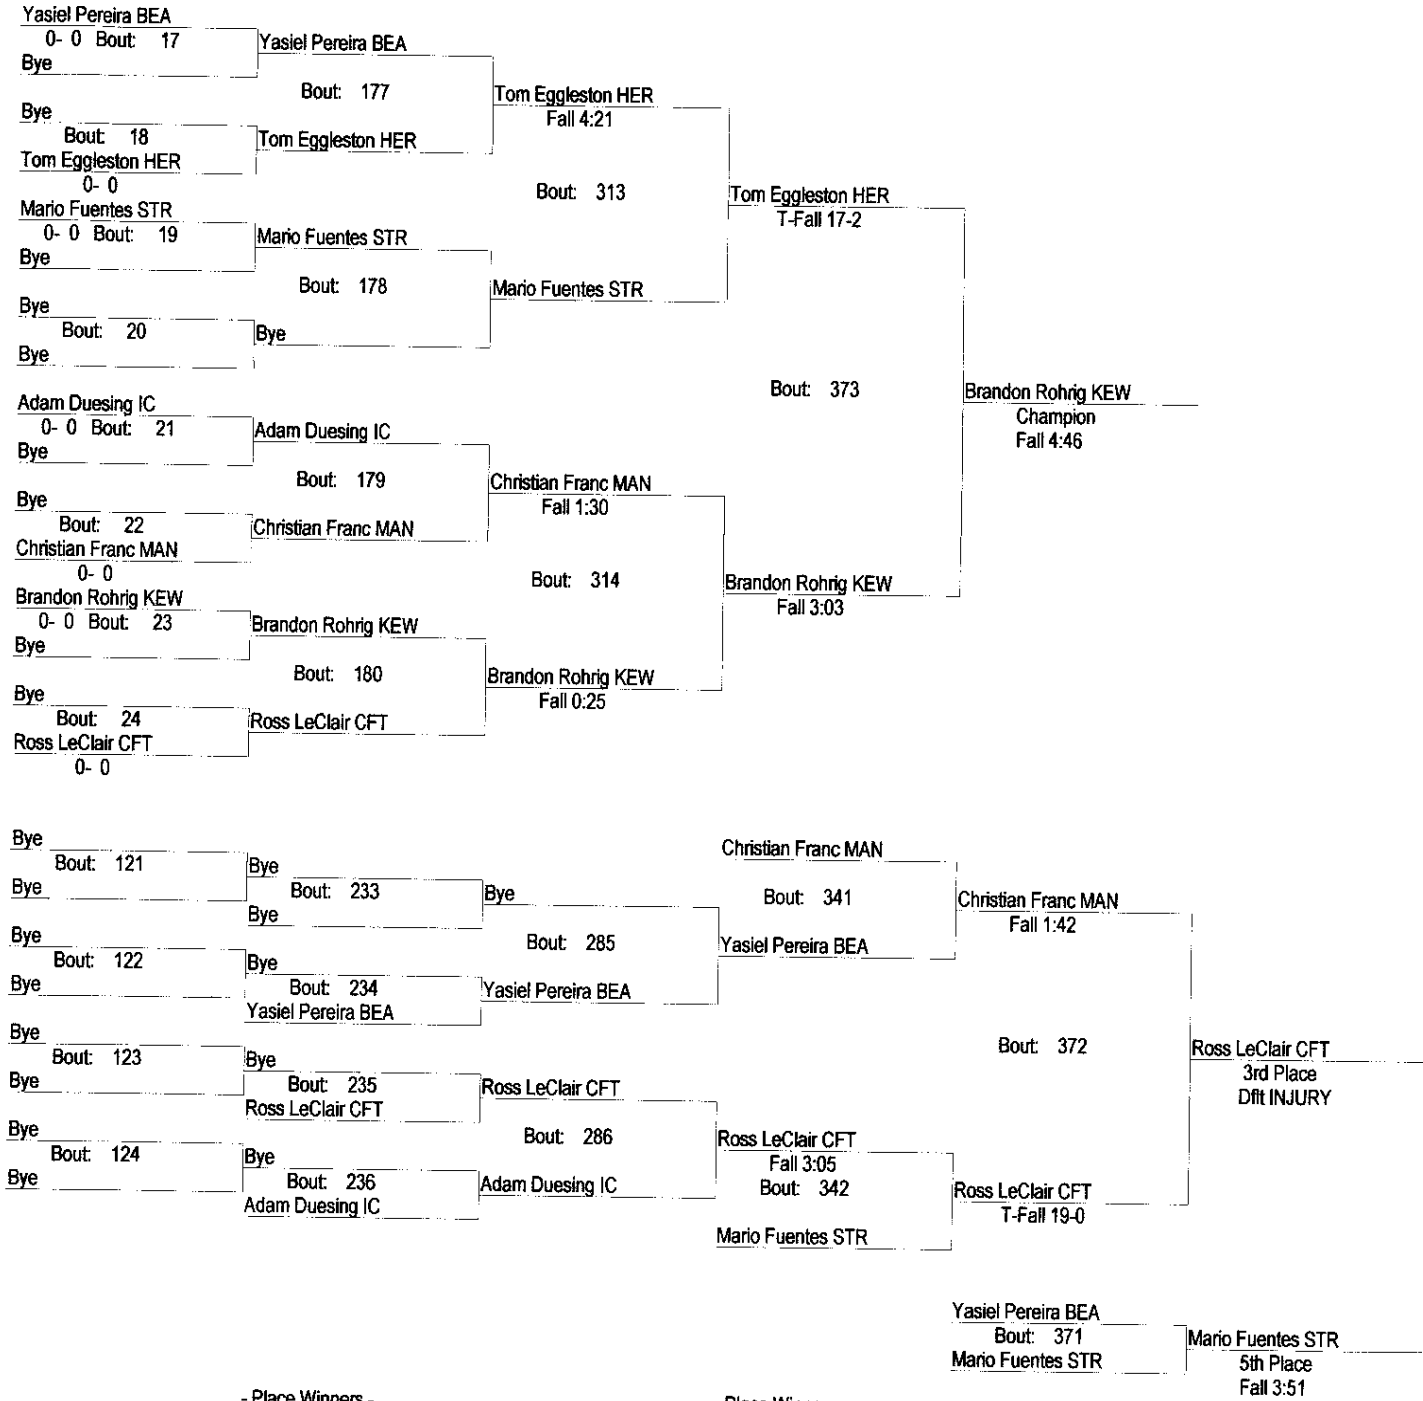 Yasiel Pereira BEA
0- 0 Bout: 17
Bye
Yasiel Pereira BEA
Bout: 177
Bye
Bout: 18
Tom Eggleston HER
0- 0
Tom Eggleston HER
Tom Eggleston HER
Fall 4:21
Bout: 313
Mario Fuentes STR
0- 0 Bout: 19
Bye
Mario Fuentes STR
Bout: 178
Bye
Bout: 20
Bye
Bye
Mario Fuentes STR
Tom Eggleston HER
T-Fall 17-2
Bout: 373
Adam Duesing IC
0- 0 Bout: 21
Bye
Adam Duesing IC
Bout: 179
Bye
Bout: 22
Christian Franc MAN
0- 0
Christian Franc MAN
Christian Franc MAN
Fall 1:30
Bout: 314
Brandon Rohrig KEW
0- 0 Bout: 23
Bye
Brandon Rohrig KEW
Bout: 180
Bye
Bout: 24
Ross LeClair CFT
0- 0
Ross LeClair CFT
Brandon Rohrig KEW
Fall 0:25
Brandon Rohrig KEW
Fall 3:03
Brandon Rohrig KEW
Champion
Fall 4:46
Bye
Bout: 121
Bye
Bye
Bout: 233
Bye
Bye
Bout: 285
Bye
Bout: 122
Bye
Bye
Bout: 234
Yasiel Pereira BEA
Yasiel Pereira BEA
Christian Franc MAN
Bout: 341
Yasiel Pereira BEA
Christian Franc MAN
Fall 1:42
Bout: 372
Bye
Bout: 123
Bye
Bye
Bout: 235
Ross LeClair CFT
Ross LeClair CFT
Bout: 286
Bye
Bout: 124
Bye
Bye
Bout: 236
Adam Duesing IC
Adam Duesing IC
Ross LeClair CFT
Fall 3:05
Bout: 342
Mario Fuentes STR
Ross LeClair CFT
T-Fall 19-0
Ross LeClair CFT
3rd Place
Dflt INJURY
Yasiel Pereira BEA
Bout: 371
Mario Fuentes STR
Mario Fuentes STR
5th Place
Fall 3:51
- Place Winners -